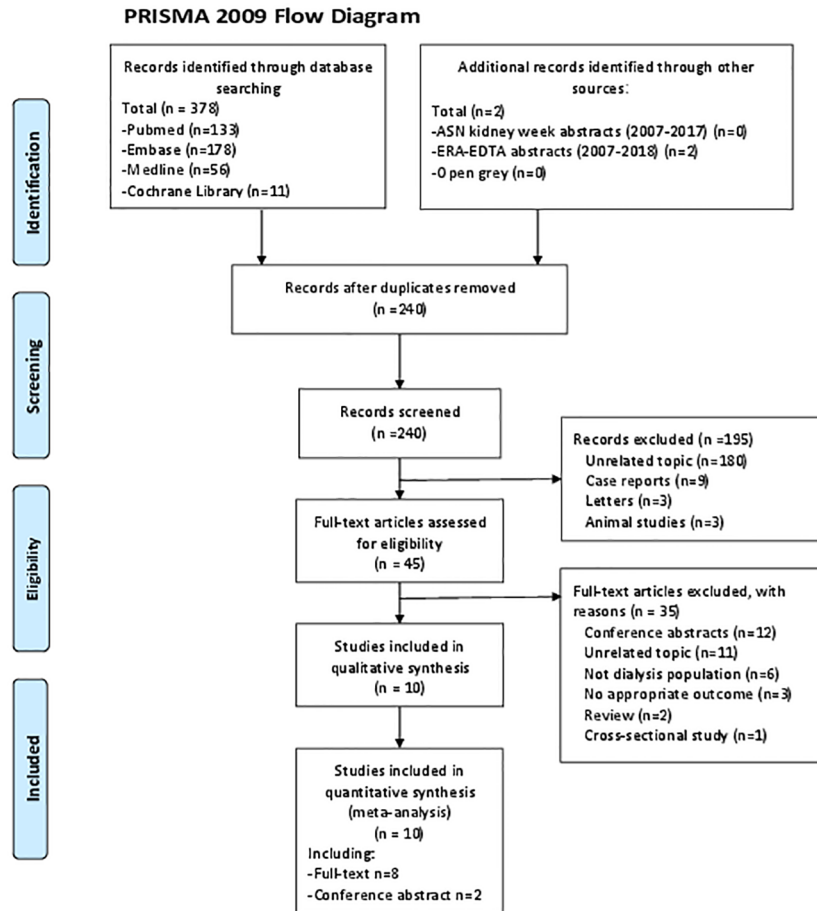 PRISMA 2009 Flow Diagram
Identification
Records identified through database
searching
Total (n = 378)
-Pubmed (n=133)
-Embase (n=178)
-Medline (n=56)
-Cochrane Library (n=11)
Additional records identified through other
sources:
Total (n=2)
-ASN kidney week abstracts (2007-2017) (n=0)
-ERA-EDTA abstracts (2007-2018) (n=2)
-Open grey (n=0)
Records after duplicates removed
(n =240)
Screening
Records screened
(n =240)
Records excluded (n =195)
Unrelated topic (n=180)
Case reports (n=9)
Letters (n=3)
Animal studies (n=3)
Eligibility
Full-text articles assessed
for eligibility
(n = 45)
Full-text articles excluded, with
reasons (n = 35)
Conference abstracts (n=12)
Unrelated topic (n=11)
Not dialysis population (n=6)
No appropriate outcome (n=3)
Review (n=2)
Cross-sectional study (n=1)
Studies included in
qualitative synthesis
(n = 10)
Included
Studies included in
quantitative synthesis
(meta-analysis)
(n = 10)
Including:
-Full-text n=8
-Conference abstract n=2